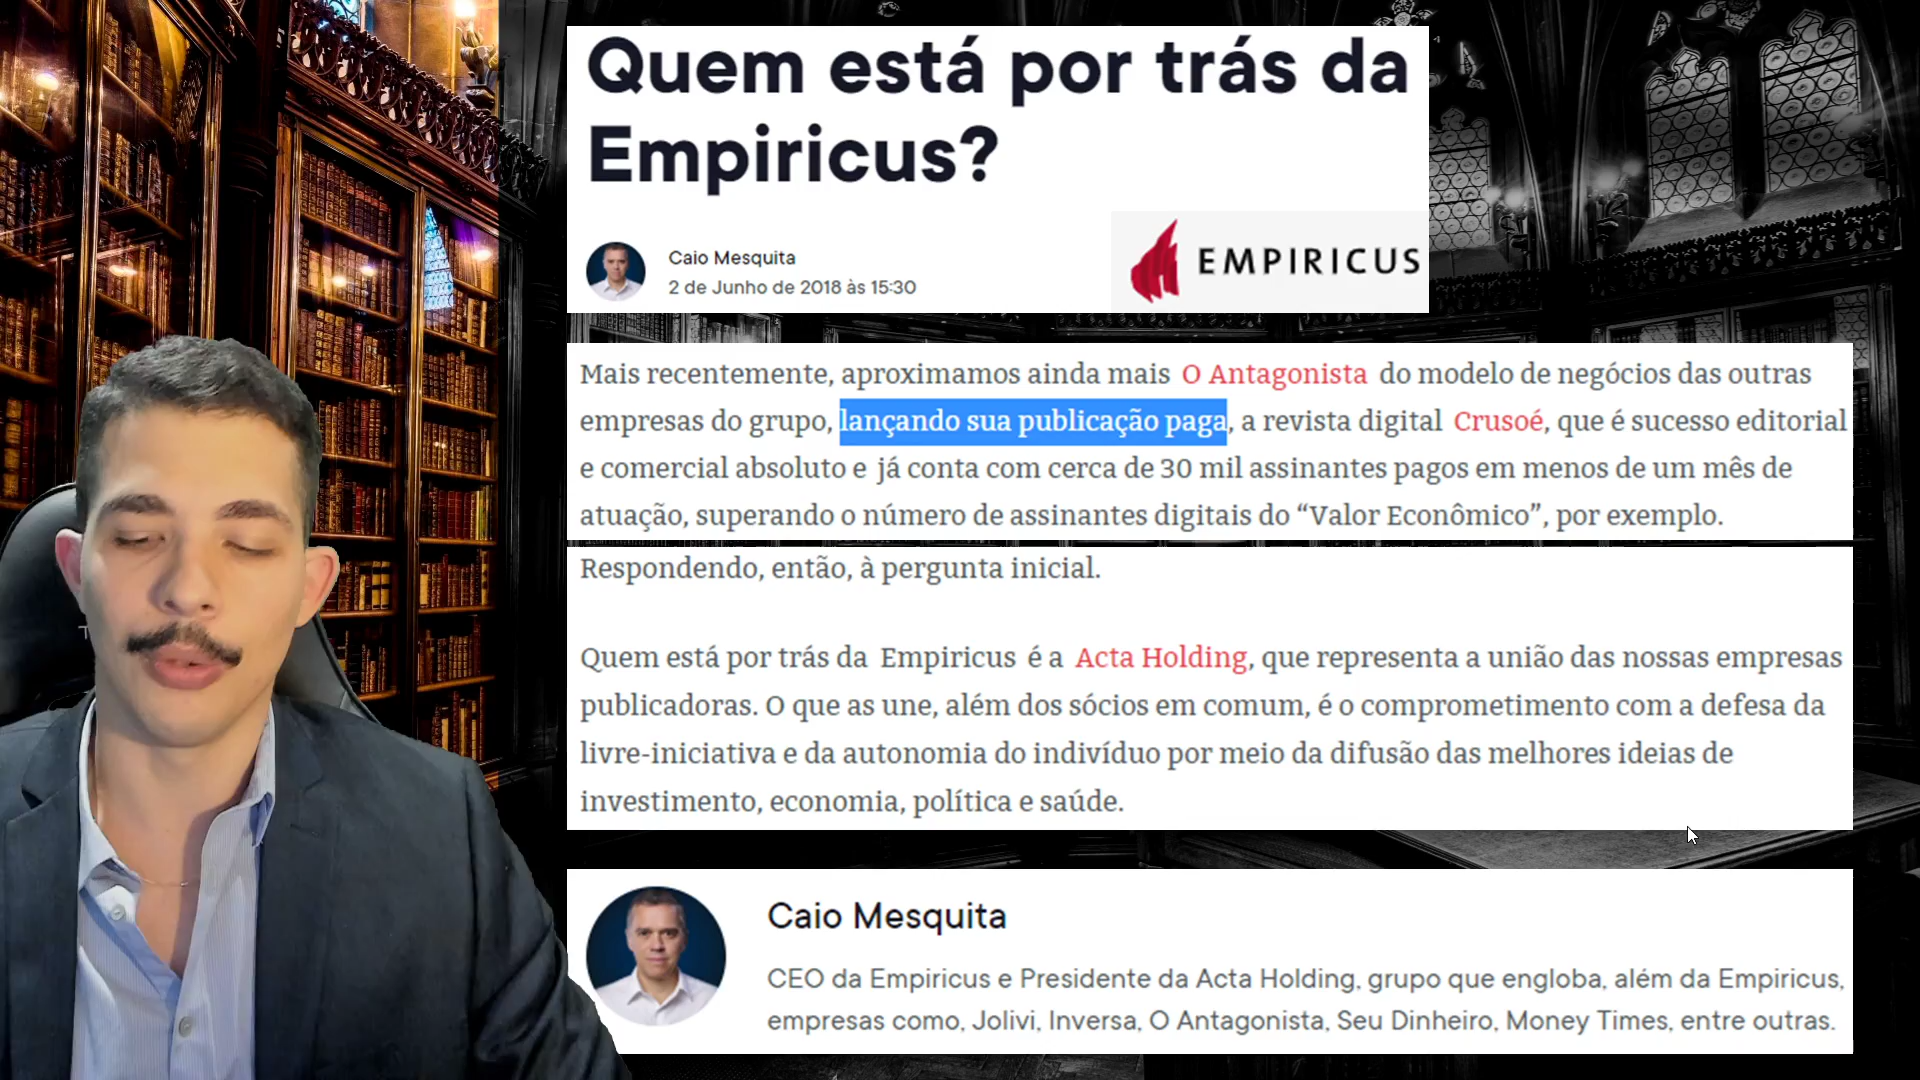 Quem está por trás da
Empiricus?
Caio Mesquita
2 de Junho de 2018 às 15:30
EMPIRICUS
Mais recentemente, aproximamos ainda mais O Antagonista do modelo de negócios das outras
empresas do grupo, lançando sua publicação paga, a revista digital Crusoé, que é sucesso editorial
e comercial absoluto e já conta com cerca de 30 mil assinantes pagos em menos de um mês de
atuação, superando o número de assinantes digitais do “Valor Econômico”, por exemplo.
Respondendo, então, à pergunta inicial.
Quem está por trás da Empiricus é a Acta Holding, que representa a união das nossas empresas
publicadoras. O que as une, além dos sócios em comum, é o comprometimento com a defesa da
livre-iniciativa e da autonomia do indivíduo por meio da difusão das melhores ideias de
investimento, economia, política e saúde.
Caio Mesquita
CEO da Empiricus e Presidente da Acta Holding, grupo que engloba, além da Empiricus,
empresas como, Jolivi, Inversa, O Antagonista, Seu Dinheiro, Money Times, entre outras.